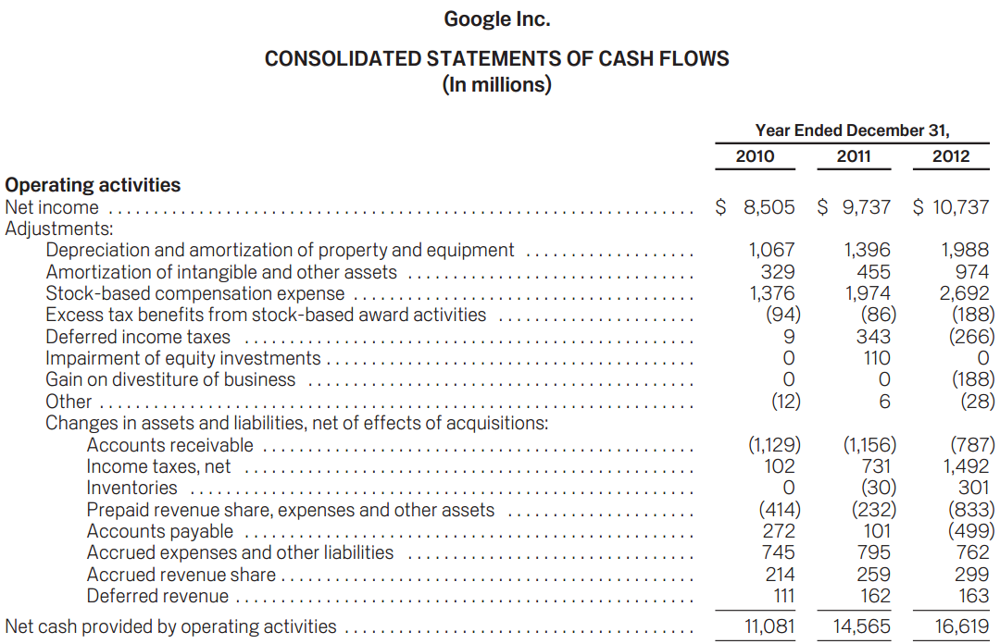 Google Inc.
CONSOLIDATED STATEMENTS OF CASH FLOWS
(In millions)
Year Ended December 31,
2010 2011 2012
Operating activities
Net income $ 8,505 $ 9,737 $ 10,737
Adjustments:
Depreciation and amortization of property and equipment 1,067 1,396 1,988
Amortization of intangible and other assets 329 455 974
Stock-based compensation expense 1,376 1,974 2,692
Excess tax benefits from stock-based award activities (94) (86) (188)
Deferred income taxes 9 343 (266)
Impairment of equity investments 0 110 0
Gain on divestiture of business 0 0 (188)
Other (12) 6 (28)
Changes in assets and liabilities, net of effects of acquisitions:
Accounts receivable (1,129) (1,156) (787)
Income taxes, net 102 731 1,492
Inventories 0 (30) 301
Prepaid revenue share, expenses and other assets (414) (232) (833)
Accounts payable 272 101 (499)
Accrued expenses and other liabilities 745 795 762
Accrued revenue share 214 259 299
Deferred revenue 111 162 163
Net cash provided by operating activities 11,081 14,565 16,619